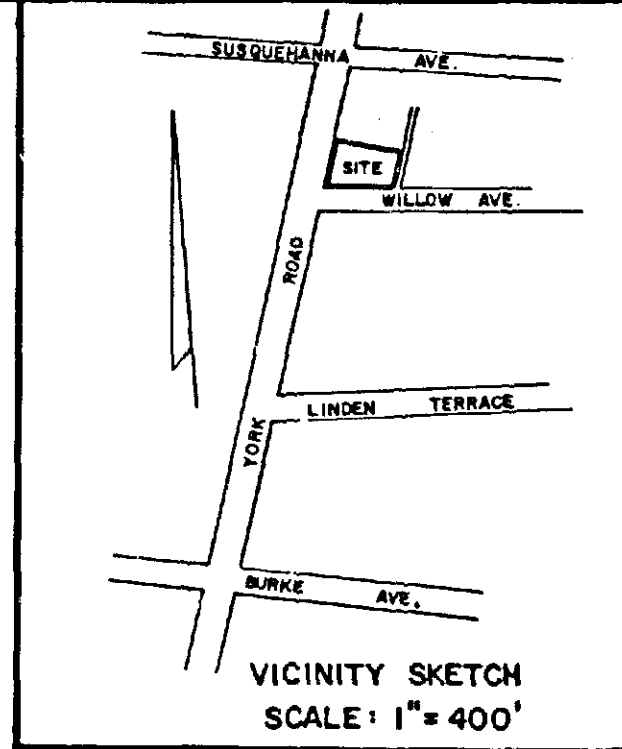 SUSQUEHANNA AVE.
SITE
WILLOW AVE.
YORK ROAD
LINDEN TERRACE
BURKE AVE.
VICINITY SKETCH
SCALE: 1"= 400'